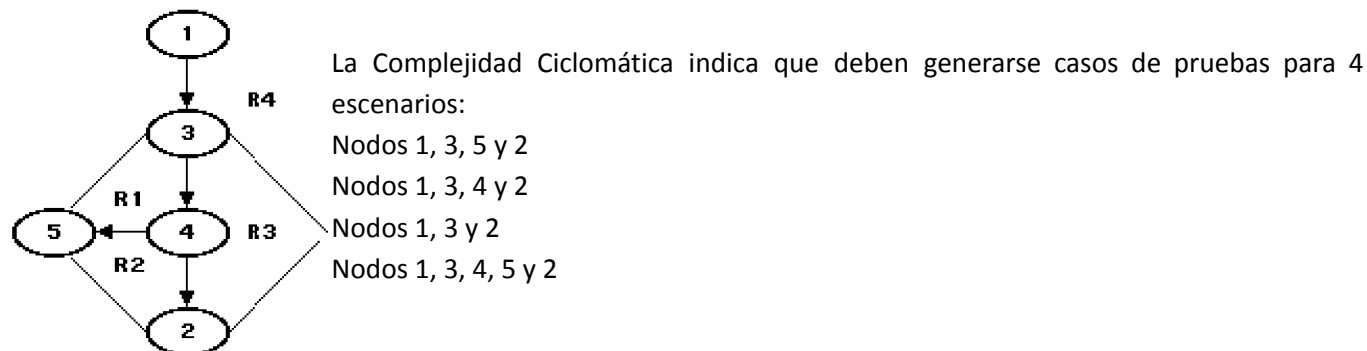 1
R4
3
R1
5
4
R3
R2
2
La Complejidad Ciclomática indica que deben generarse casos de pruebas para 4
escenarios:
Nodos 1, 3, 5 y 2
Nodos 1, 3, 4 y 2
Nodos 1, 3 y 2
Nodos 1, 3, 4, 5 y 2